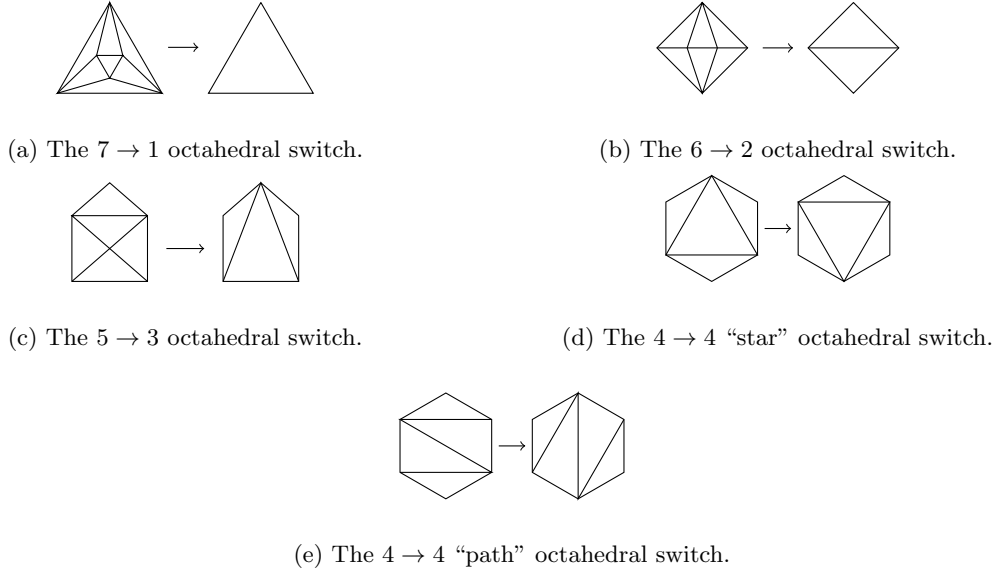 (a) The 7 → 1 octahedral switch.
(b) The 6 → 2 octahedral switch.
(c) The 5 → 3 octahedral switch.
(d) The 4 → 4 “star” octahedral switch.
(e) The 4 → 4 “path” octahedral switch.